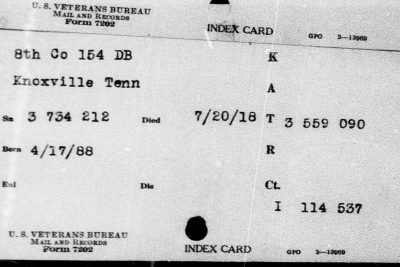 U. S. VETERANS BUREAU
MAIL AND RECORDS
Form 7202
INDEX CARD
GPO 2—13969
8th Co 154 DB
K
Knoxville Tenn
A
Sn 3 734 212 Died 7/20/18 T 3 559 090
Born 4/17/88 R
Enl Dis Ct.
I 114 537
U. S. VETERANS BUREAU
MAIL AND RECORDS
Form 7202
INDEX CARD
GPO 2—13969